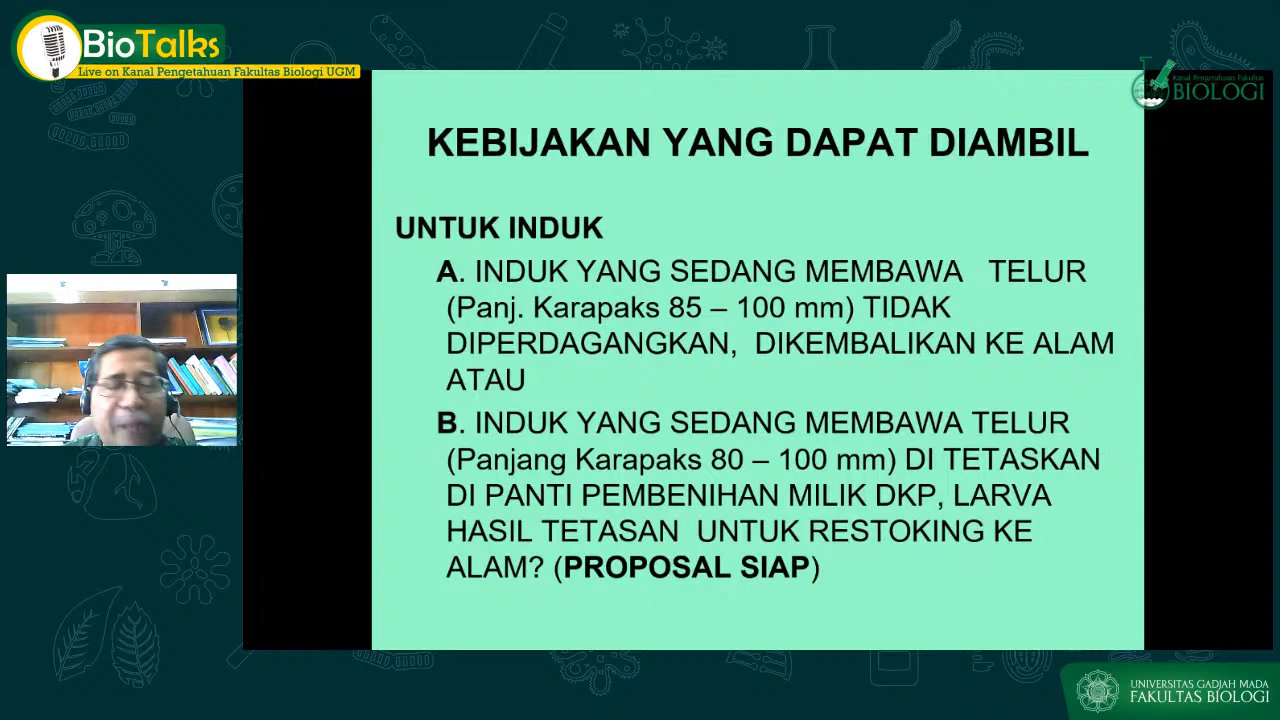 BioTalks
Live on Kanal Pengetahuan Fakultas Biologi UGM
Kanal Pengetahuan Fakultas
BIOLOGI
KEBIJAKAN YANG DAPAT DIAMBIL
UNTUK INDUK
A. INDUK YANG SEDANG MEMBAWA TELUR
(Panj. Karapaks 85 – 100 mm) TIDAK
DIPERDAGANGKAN, DIKEMBALIKAN KE ALAM
ATAU
B. INDUK YANG SEDANG MEMBAWA TELUR
(Panjang Karapaks 80 – 100 mm) DI TETASKAN
DI PANTI PEMBENIHAN MILIK DKP, LARVA
HASIL TETASAN UNTUK RESTOKING KE
ALAM? (PROPOSAL SIAP)
UNIVERSITAS GADJAH MADA
FAKULTAS BIOLOGI